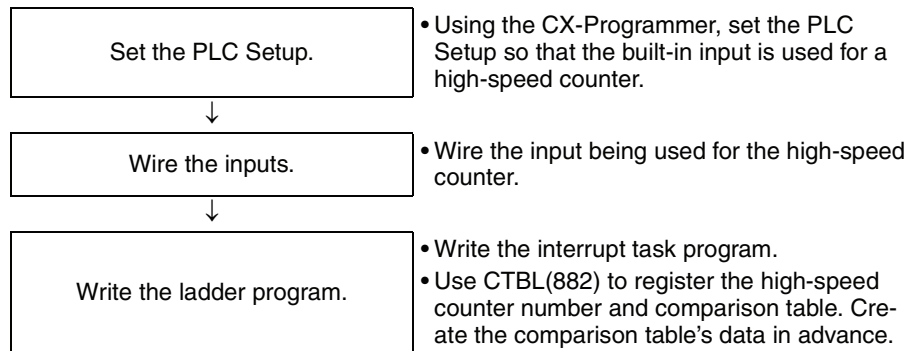 Set the PLC Setup.
• Using the CX-Programmer, set the PLC
Setup so that the built-in input is used for a
high-speed counter.
↓
Wire the inputs.
• Wire the input being used for the high-speed
counter.
↓
Write the ladder program.
• Write the interrupt task program.
• Use CTBL(882) to register the high-speed
counter number and comparison table. Cre-
ate the comparison table's data in advance.